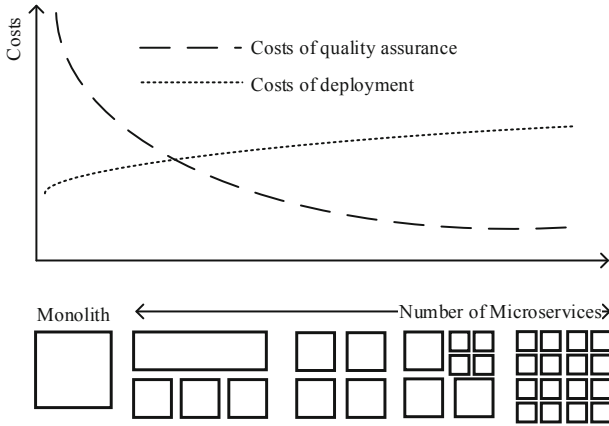 Costs
Costs of quality assurance
Costs of deployment
Monolith
Number of Microservices